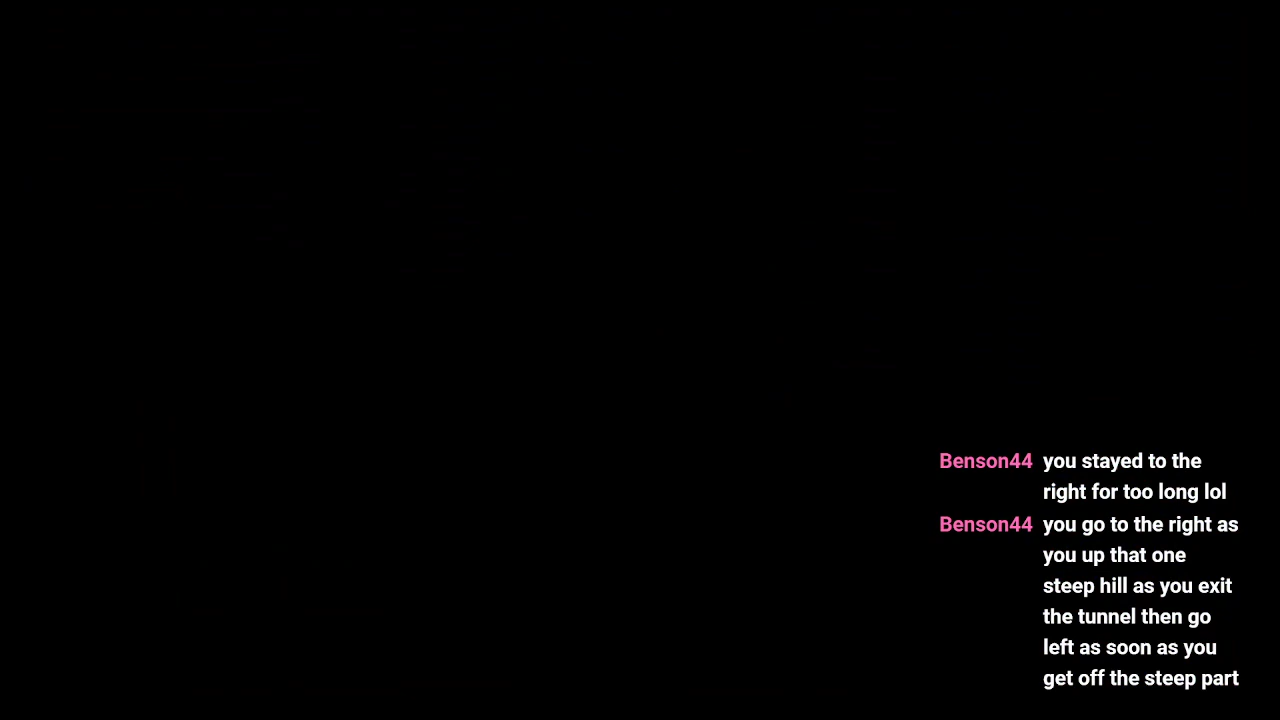 Benson44 you stayed to the
right for too long lol
Benson44 you go to the right as
you up that one
steep hill as you exit
the tunnel then go
left as soon as you
get off the steep part